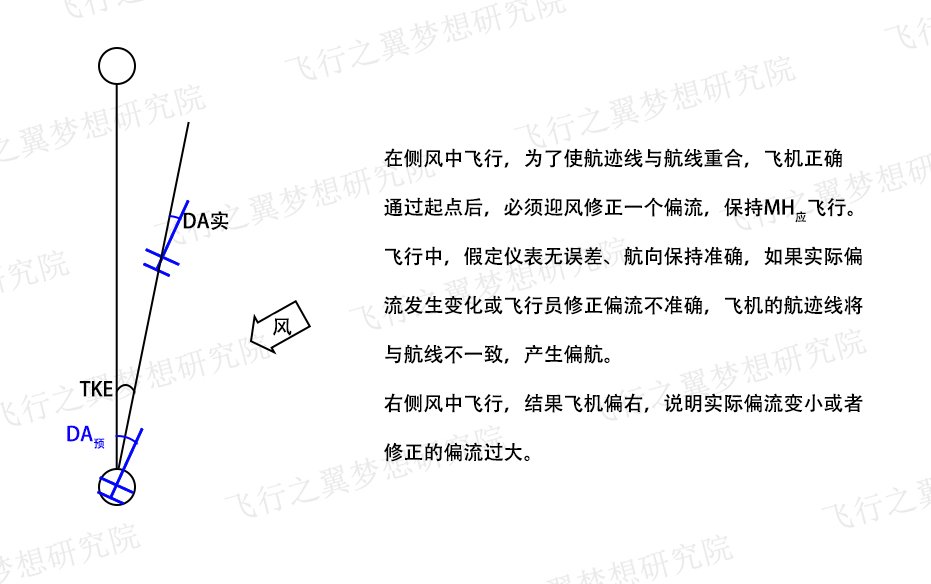 飞行之翼梦想研究院
在侧风中飞行，为了使航迹线与航线重合，飞机正确
通过起点后，必须迎风修正一个偏流，保持MH应飞行。
飞行中，假定仪表无误差、航向保持准确，如果实际偏
流发生变化或飞行员修正偏流不准确，飞机的航迹线将
与航线不一致，产生偏航。
右侧风中飞行，结果飞机偏右，说明实际偏流变小或者
修正的偏流过大。
DA实
风
TKE
DA预